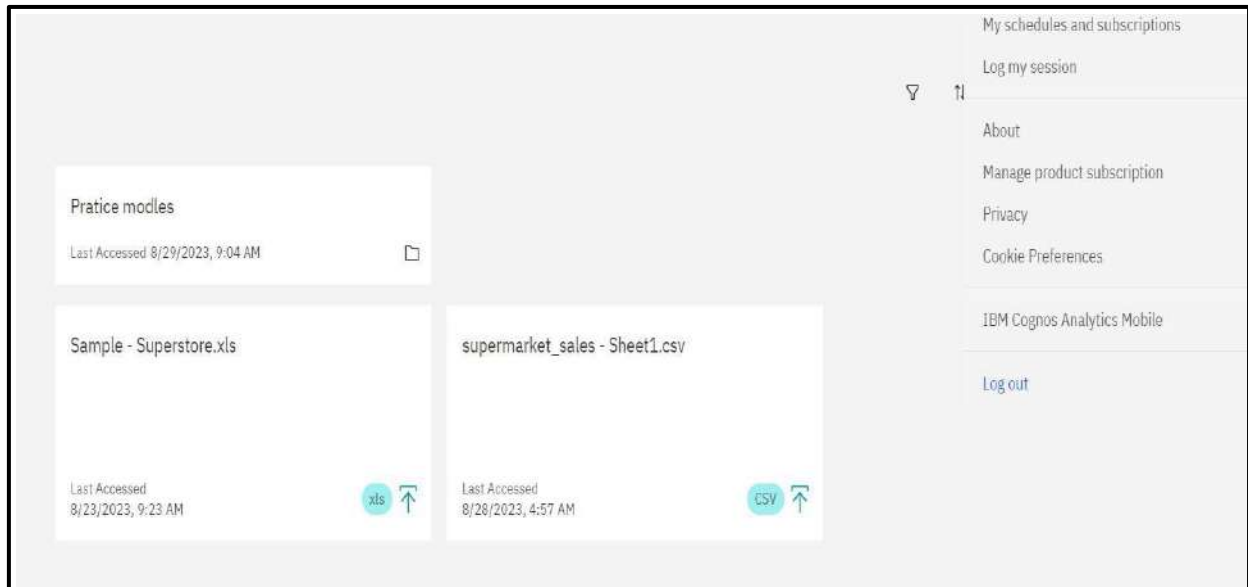 My schedules and subscriptions
Log my session
About
Manage product subscription
Privacy
Cookie Preferences
IBM Cognos Analytics Mobile
Log out
Pratice modles
Last Accessed 8/29/2023, 9:04 AM
Sample - Superstore.xls
Last Accessed
8/23/2023, 9:23 AM
xls
supermarket_sales - Sheet1.csv
Last Accessed
8/28/2023, 4:57 AM
CSV